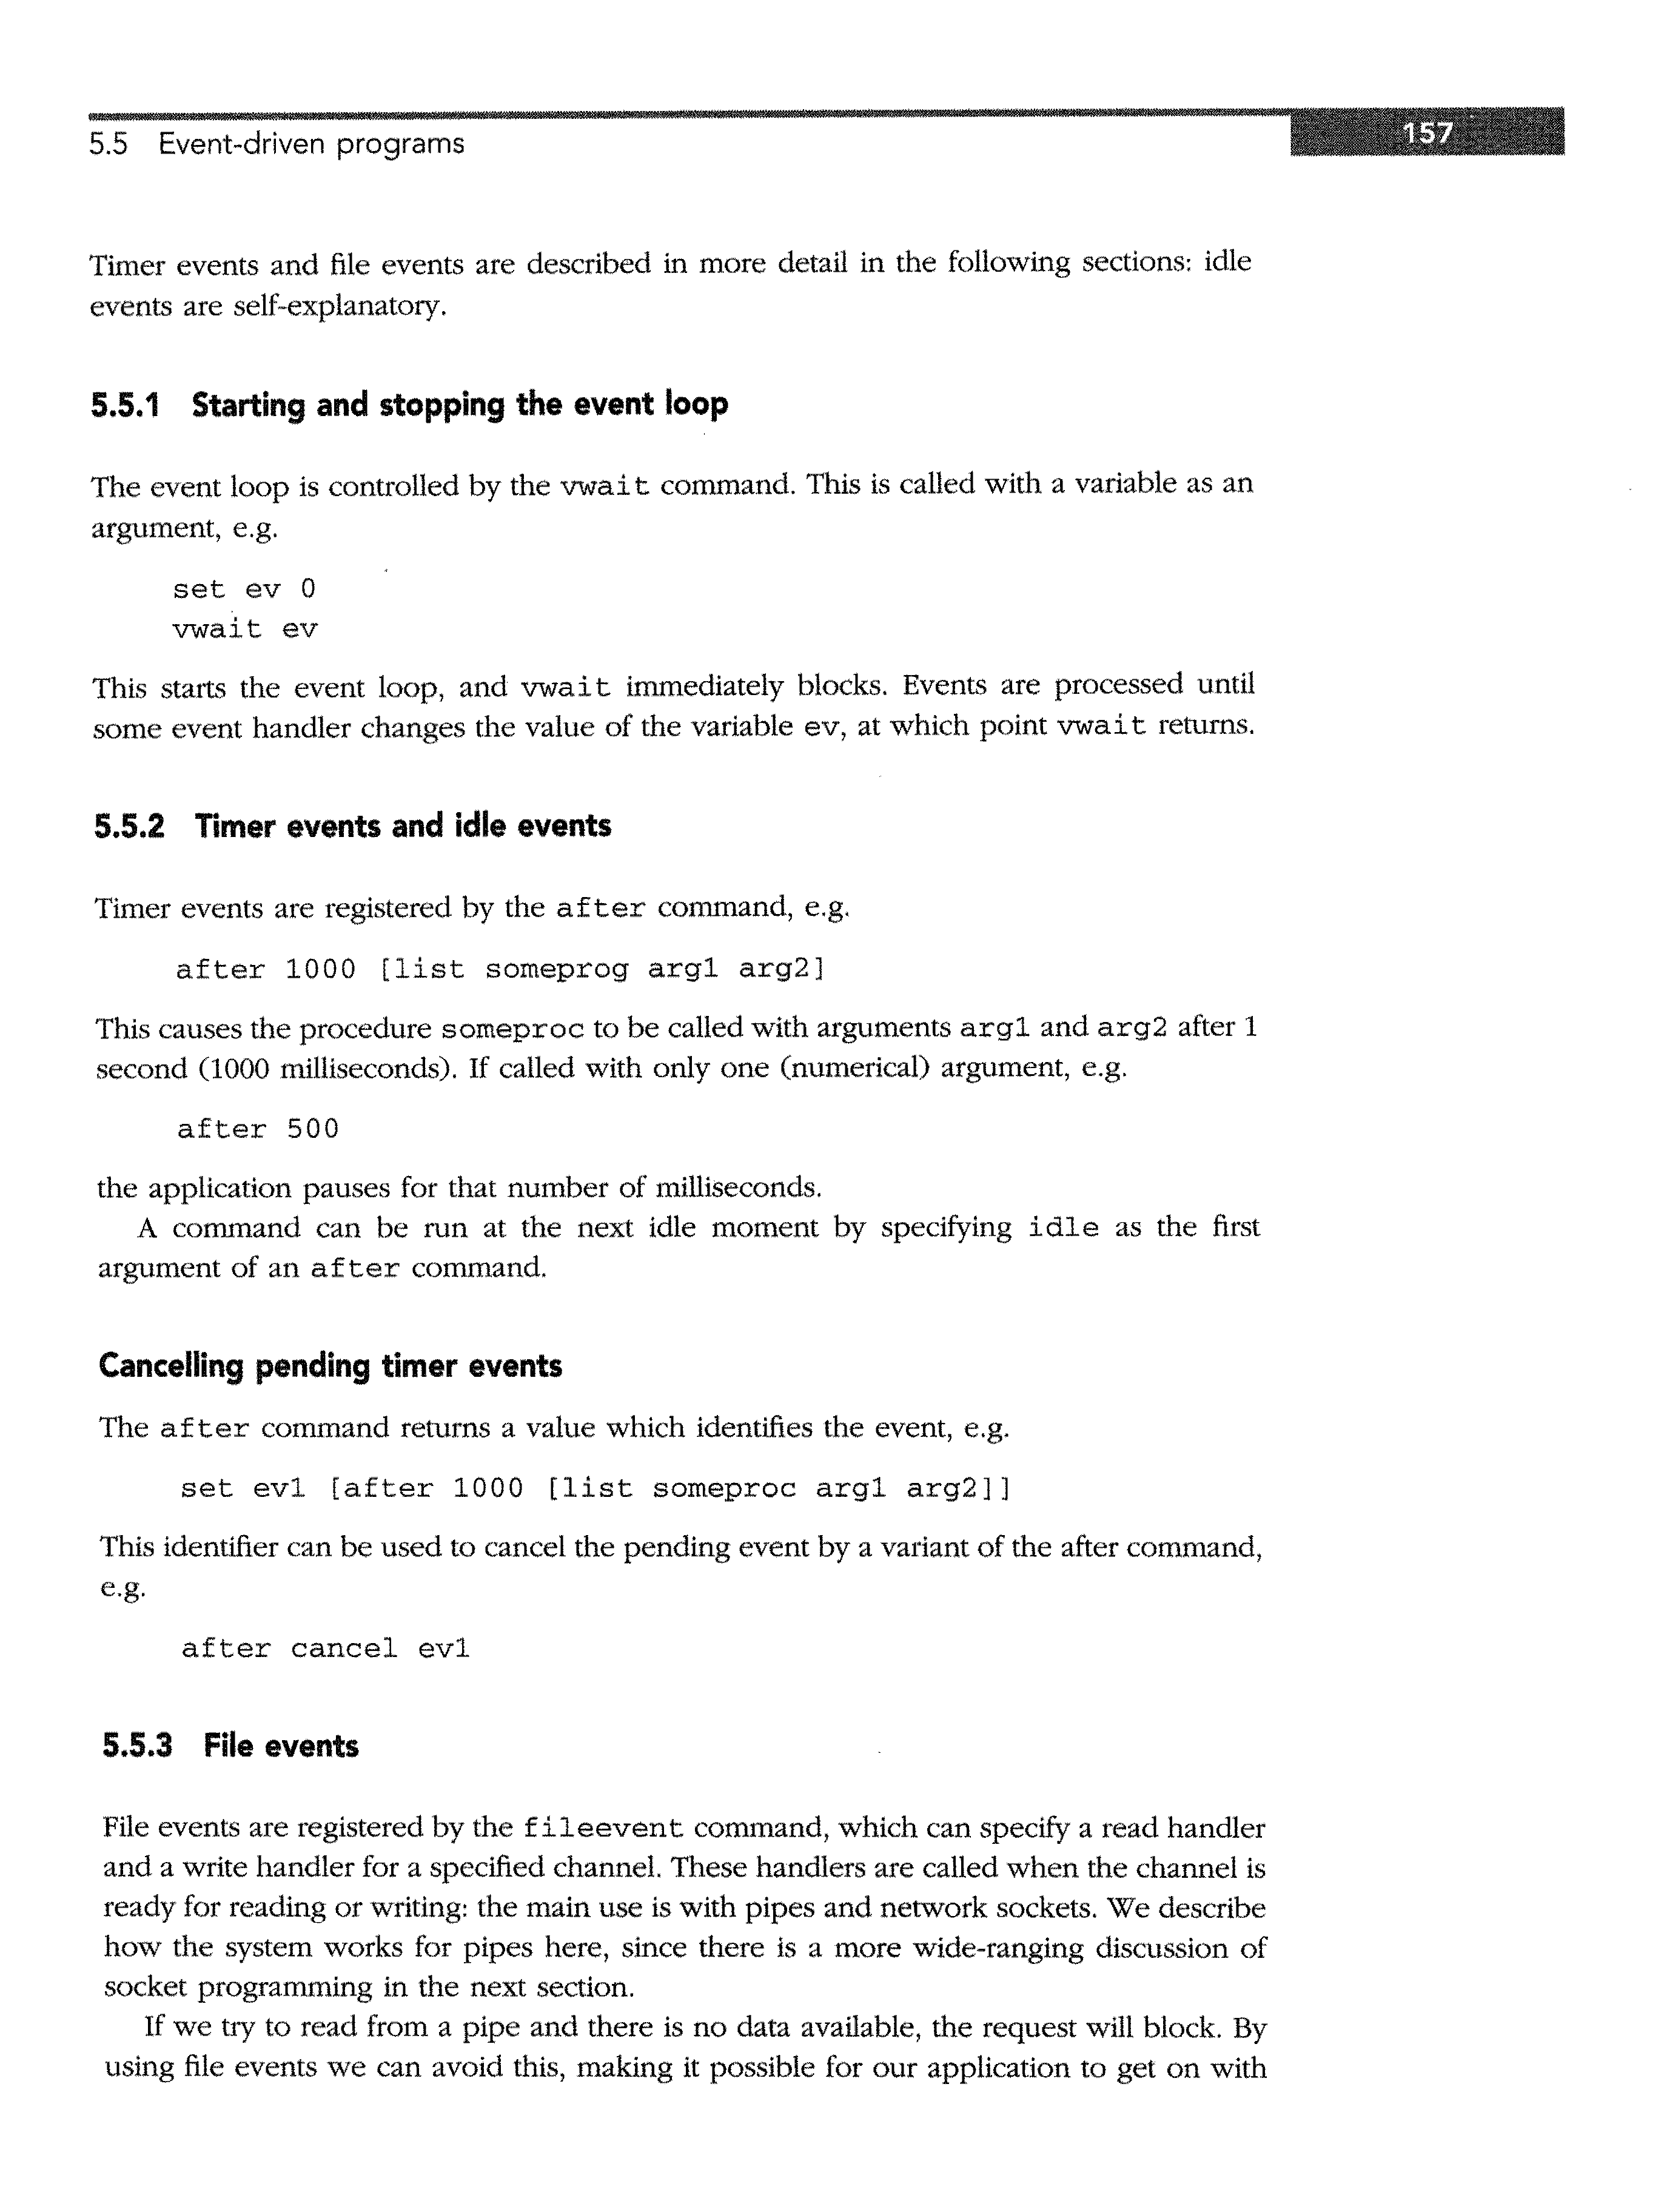 5.5 Event-driven programs
157
Timer events and file events are described in more detail in the following sections: idle
events are self-explanatory.
5.5.1 Starting and stopping the event loop
The event loop is controlled by the vwait command. This is called with a variable as an
argument, e.g.
set ev 0
vwait ev
This starts the event loop, and vwait immediately blocks. Events are processed until
some event handler changes the value of the variable ev, at which point vwait returns.
5.5.2 Timer events and idle events
Timer events are registered by the after command, e.g.
after 1000 [list someprog arg1 arg2]
This causes the procedure someproc to be called with arguments arg1 and arg2 after 1
second (1000 milliseconds). If called with only one (numerical) argument, e.g.
after 500
the application pauses for that number of milliseconds.
A command can be run at the next idle moment by specifying idle as the first
argument of an after command.
Cancelling pending timer events
The after command returns a value which identifies the event, e.g.
set ev1 [after 1000 [list someproc arg1 arg2]]
This identifier can be used to cancel the pending event by a variant of the after command,
e.g.
after cancel ev1
5.5.3 File events
File events are registered by the fileevent command, which can specify a read handler
and a write handler for a specified channel. These handlers are called when the channel is
ready for reading or writing: the main use is with pipes and network sockets. We describe
how the system works for pipes here, since there is a more wide-ranging discussion of
socket programming in the next section.
If we try to read from a pipe and there is no data available, the request will block. By
using file events we can avoid this, making it possible for our application to get on with